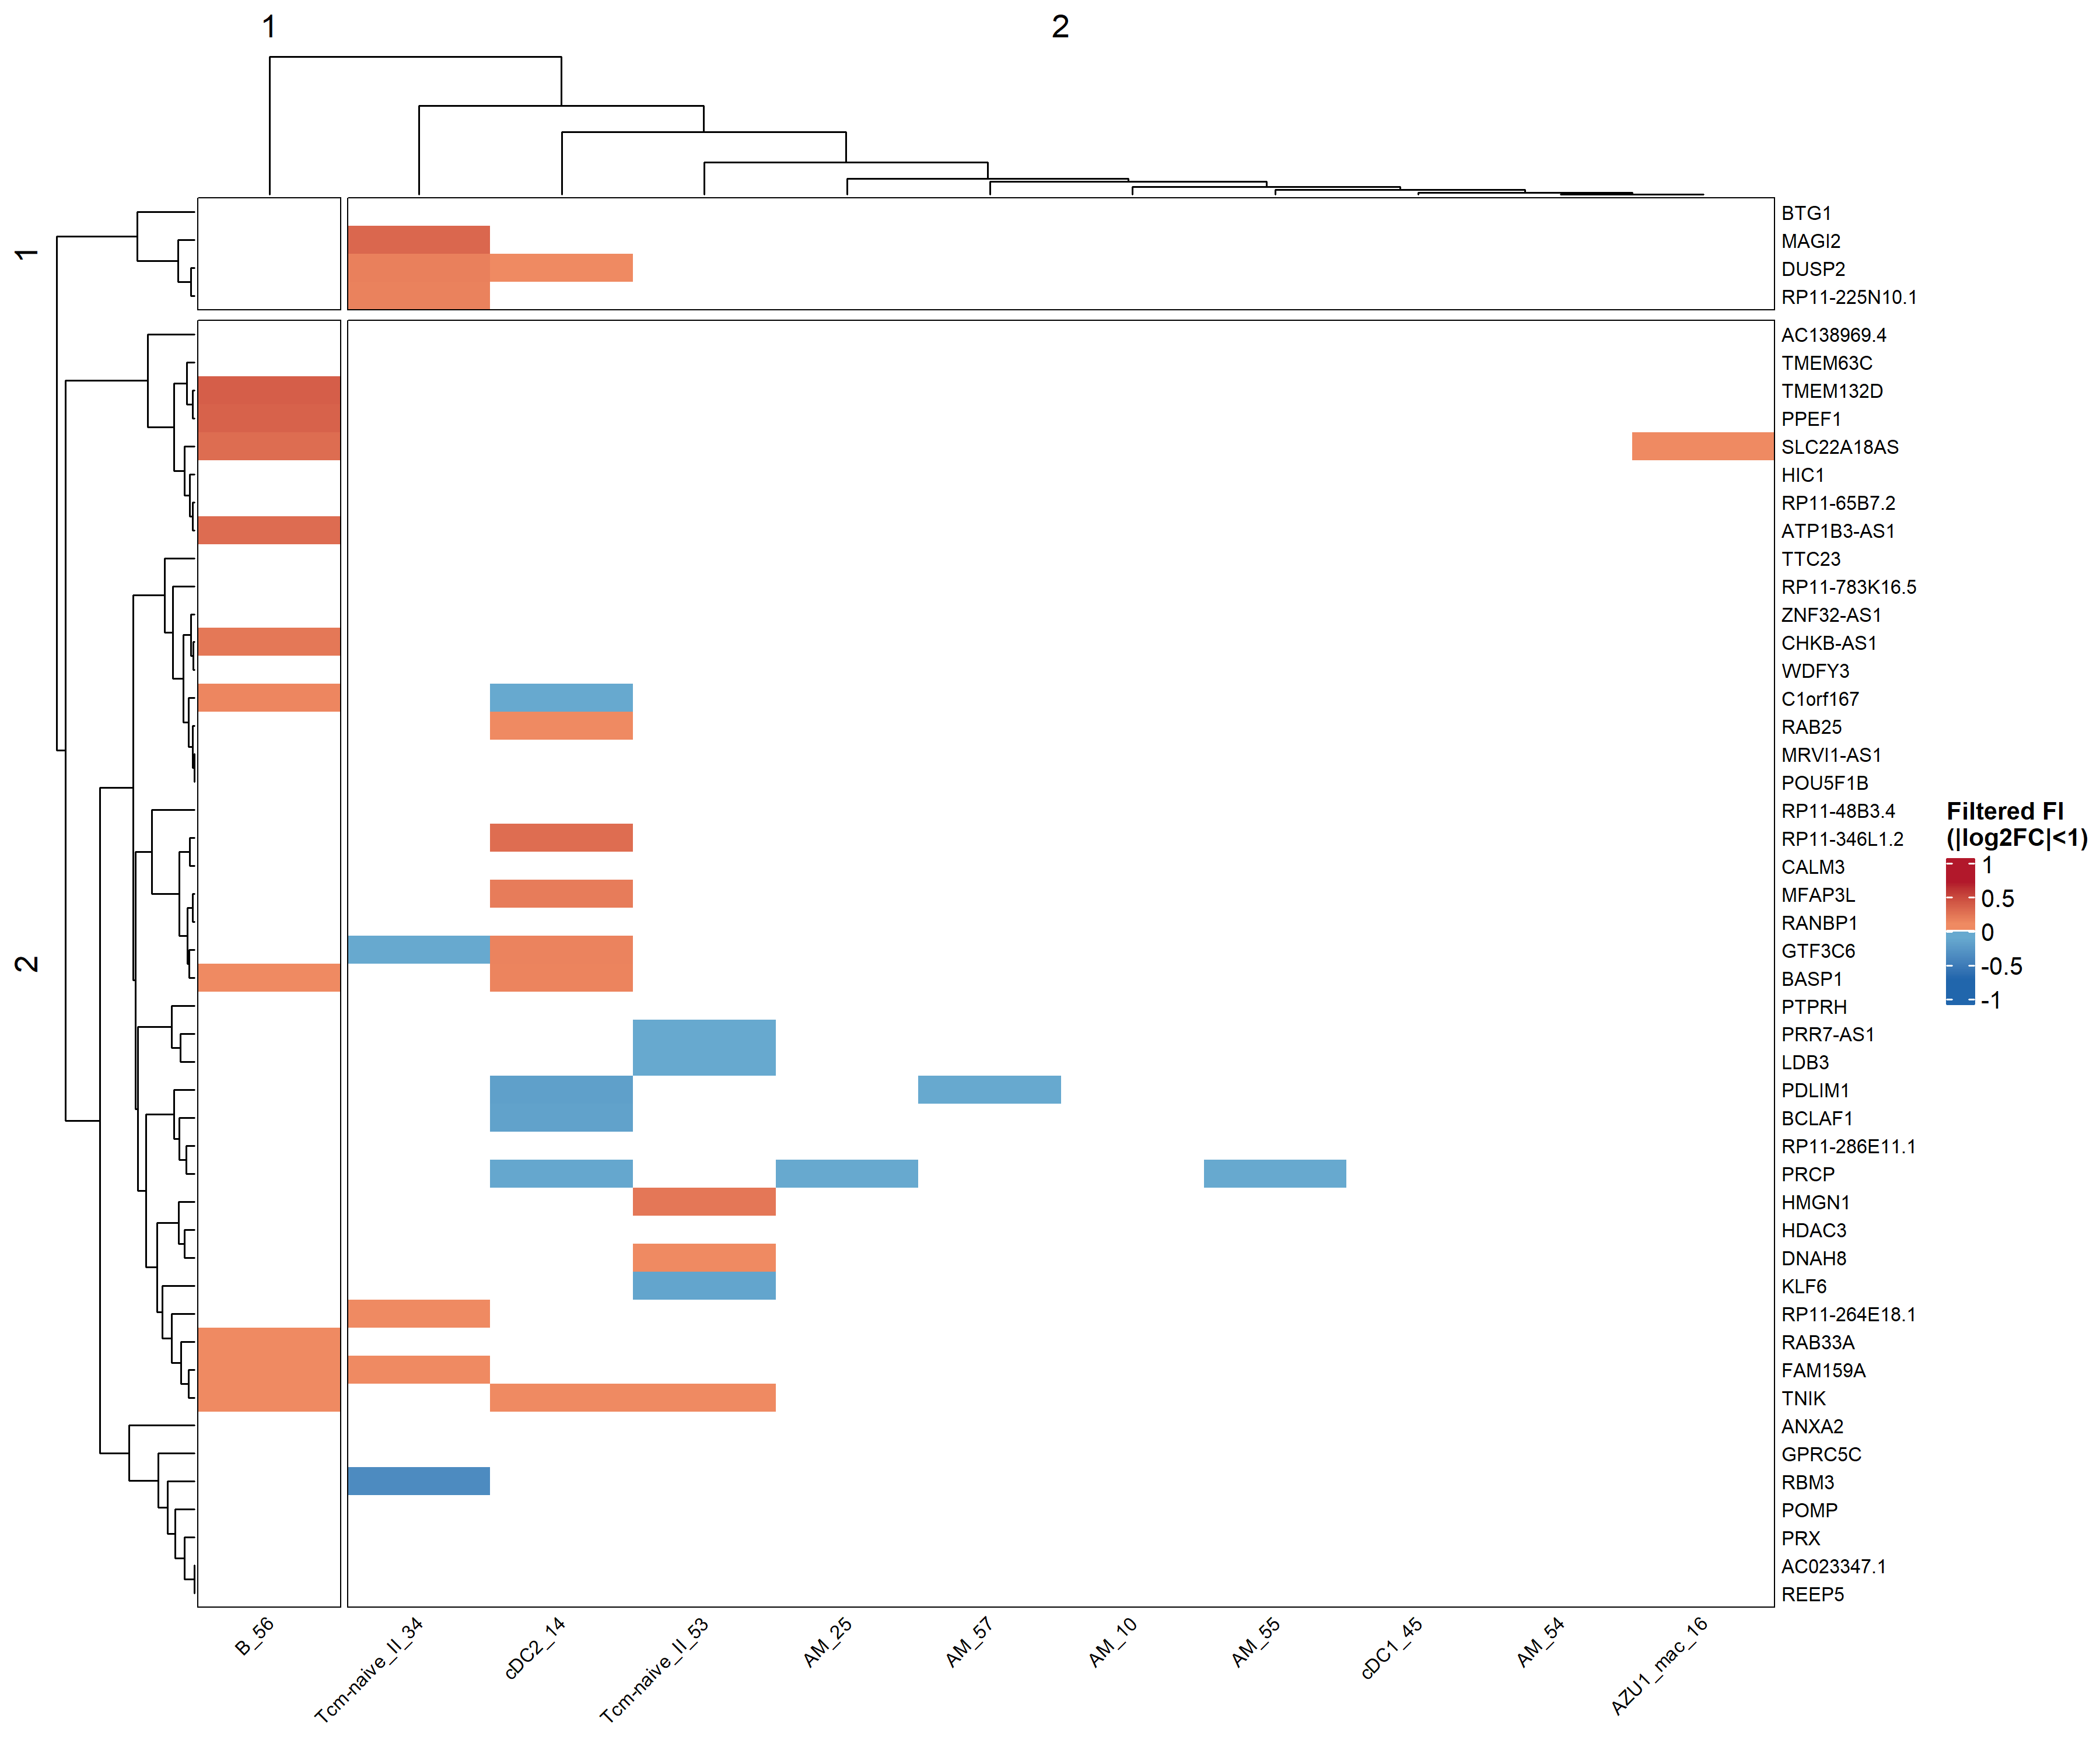 1
2
1
2
BTG1
MAGI2
DUSP2
RP11-225N10.1
AC138969.4
TMEM63C
TMEM132D
PPEF1
SLC22A18AS
HIC1
RP11-65B7.2
ATP1B3-AS1
TTC23
RP11-783K16.5
ZNF32-AS1
CHKB-AS1
WDFY3
C1orf167
RAB25
MRVI1-AS1
POU5F1B
RP11-48B3.4
RP11-346L1.2
CALM3
MFAP3L
RANBP1
GTF3C6
BASP1
PTPRH
PRR7-AS1
LDB3
PDLIM1
BCLAF1
RP11-286E11.1
PRCP
HMGN1
HDAC3
DNAH8
KLF6
RP11-264E18.1
RAB33A
FAM159A
TNIK
ANXA2
GPRC5C
RBM3
POMP
PRX
AC023347.1
REEP5
Filtered FI
(|log2FC|<1)
1
0.5
0
-0.5
-1
B_56
Tcm-naive_II_34
cDC2_14
Tcm-naive_II_53
AM_25
AM_57
AM_10
AM_55
cDC1_45
AM_54
AZU1_mac_16